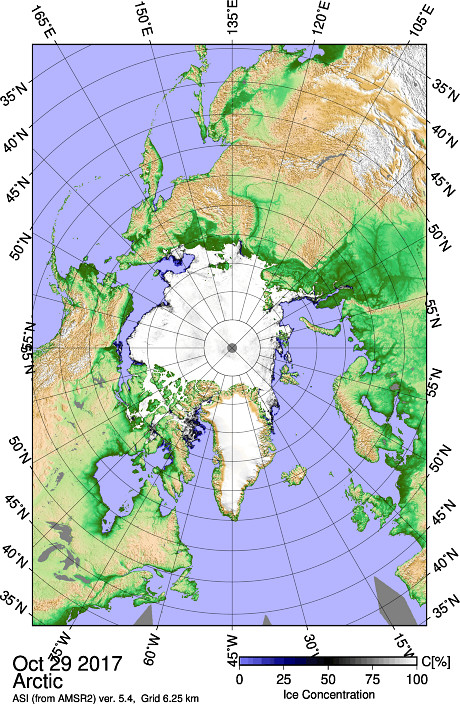 165°E 150°E 135°E 120°E 105°E
35°N 35°N
40°N 40°N
45°N 45°N
50°N 50°N
55°N 55°N
55°N
50°N 50°N
45°N 45°N
40°N 40°N
35°N 35°N
60°W 45°W 30°W 15°W
Oct 29 2017
Arctic
ASI (from AMSR2) ver. 5.4, Grid 6.25 km
C[%]
0 25 50 75 100
Ice Concentration